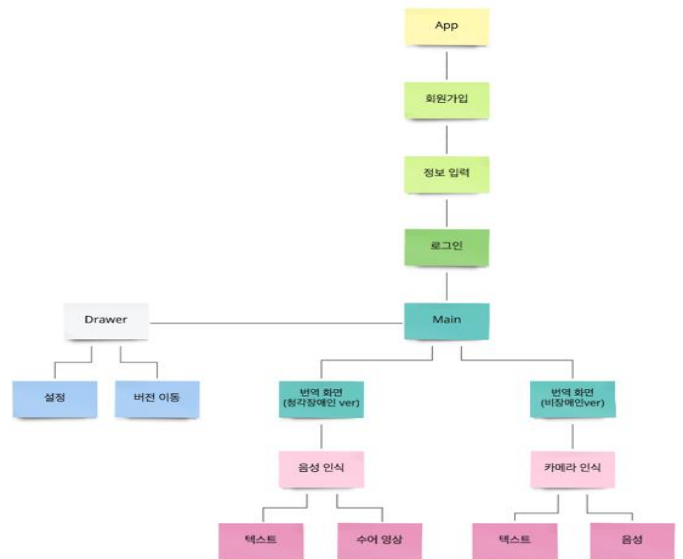 App
회원가입
정보 입력
로그인
Drawer
Main
설정
버전 이동
번역 화면
(청각장애인 ver)
번역 화면
(비장애인ver)
음성 인식
카메라 인식
텍스트
수어 영상
텍스트
음성